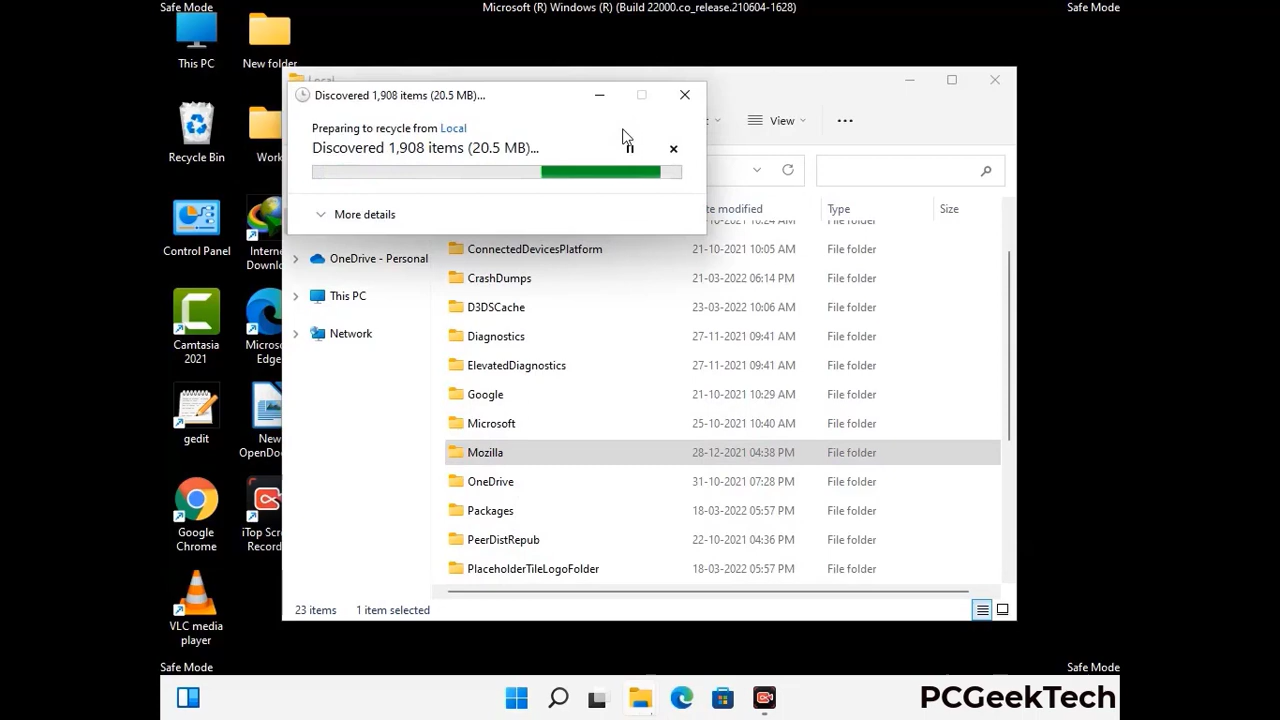 Safe Mode
Microsoft (R) Windows (R) (Build 22000.co_release.210604-1628)
Safe Mode
This PC
New folder
Recycle Bin
Work
Control Panel
Camtasia
2021
Edge
gedit
New
Google
Chrome
VLC media
player
Local
Discovered 1,908 items (20.5 MB)...
Preparing to recycle from Local
Discovered 1,908 items (20.5 MB)...
More details
View
OneDrive - Personal
This PC
Network
Type
Size
File folder
ConnectedDevicesPlatform 21-10-2021 10:05 AM File folder
CrashDumps 21-03-2022 06:14 PM File folder
D3DSCache 23-03-2022 10:06 AM File folder
Diagnostics 27-11-2021 09:41 AM File folder
ElevatedDiagnostics 27-11-2021 09:41 AM File folder
Google 21-10-2021 10:29 AM File folder
Microsoft 25-10-2021 10:40 AM File folder
Mozilla 28-12-2021 04:38 PM File folder
OneDrive 31-10-2021 07:28 PM File folder
Packages 18-03-2022 05:57 PM File folder
PeerDistRepub 22-10-2021 04:36 PM File folder
PlaceholderTileLogoFolder 18-03-2022 05:57 PM File folder
23 items
1 item selected
Safe Mode
Safe Mode
PCGeekTech